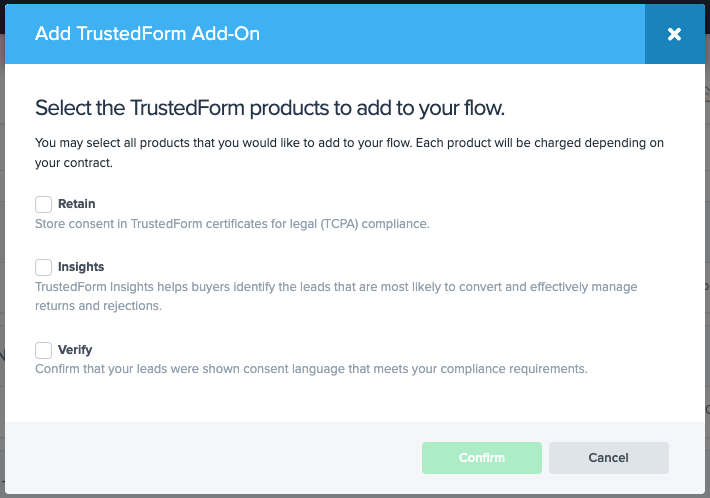 Add TrustedForm Add-On
Select the TrustedForm products to add to your flow.
You may select all products that you would like to add to your flow. Each product will be charged depending on
your contract.
Retain
Store consent in TrustedForm certificates for legal (TCPA) compliance.
Insights
TrustedForm Insights helps buyers identify the leads that are most likely to convert and effectively manage
returns and rejections.
Verify
Confirm that your leads were shown consent language that meets your compliance requirements.
Confirm
Cancel